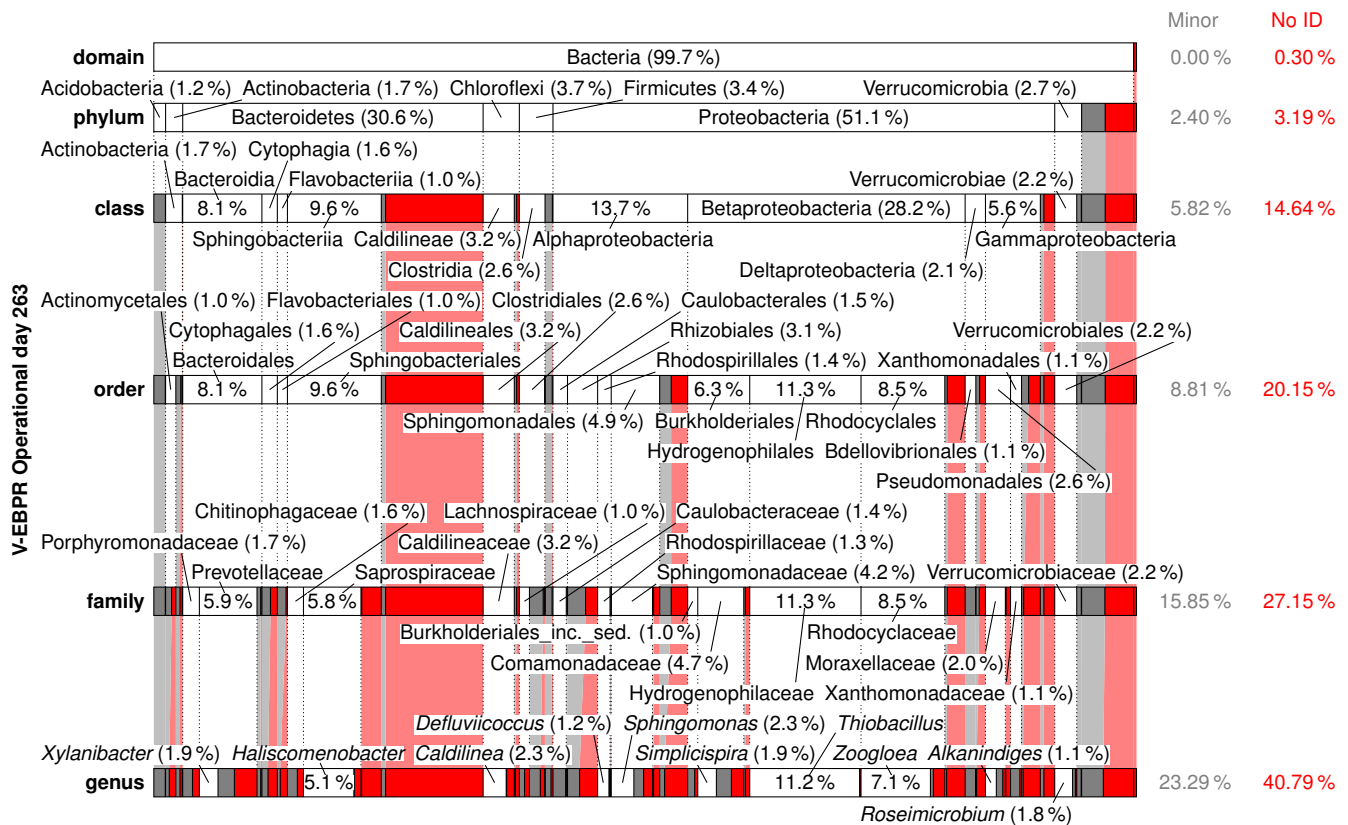 Minor No ID
domain Bacteria (99.7 %) 0.00 % 0.30 %
Acidobacteria (1.2 %) Actinobacteria (1.7 %) Chloroflexi (3.7 %) Firmicutes (3.4 %) Verrucomicrobia (2.7 %)
phylum Bacteroidetes (30.6 %) Proteobacteria (51.1 %) 2.40 % 3.19 %
Actinobacteria (1.7 %) Cytophagia (1.6 %)
Bacteroidia Flavobacteriia (1.0 %) Verrucomicrobiae (2.2 %)
class 8.1 % 9.6 % 13.7 % Betaproteobacteria (28.2 %) 5.6 % 5.82 % 14.64 %
Sphingobacteriia Caldilineae (3.2 %) Alphaproteobacteria Gammaproteobacteria
Clostridia (2.6 %) Deltaproteobacteria (2.1 %)
V-EBPR Operational day 263
Actinomycetales (1.0 %) Flavobacteriales (1.0 %) Clostridiales (2.6 %) Caulobacterales (1.5 %)
Cytophagales (1.6 %) Caldilineales (3.2 %) Rhizobiales (3.1 %) Verrucomicrobiales (2.2 %)
Bacteroidales Sphingobacteriales Rhodospirillales (1.4 %) Xanthomonadales (1.1 %)
order 8.1 % 9.6 % 6.3 % 11.3 % 8.5 % 8.81 % 20.15 %
Sphingomonadales (4.9 %) Burkholderiales Rhodocyclales
Hydrogenophilales Bdellovibrionales (1.1 %)
Pseudomonadales (2.6 %)
Chitinophagaceae (1.6 %) Lachnospiraceae (1.0 %) Caulobacteraceae (1.4 %)
Porphyromonadaceae (1.7 %) Caldilineaceae (3.2 %) Rhodospirillaceae (1.3 %)
Prevotellaceae Saprospiraceae Sphingomonadaceae (4.2 %) Verrucomicrobiaceae (2.2 %)
family 5.9 % 5.8 % 11.3 % 8.5 % 15.85 % 27.15 %
Burkholderiales_inc._sed. (1.0 %) Rhodocyclaceae
Comamonadaceae (4.7 %) Moraxellaceae (2.0 %)
Hydrogenophilaceae Xanthomonadaceae (1.1 %)
Defluviicoccus (1.2 %) Sphingomonas (2.3 %) Thiobacillus
Xylanibacter (1.9 %) Haliscomenobacter Caldilinea (2.3 %) Simplicispira (1.9 %) Zoogloea Alkanindiges (1.1 %)
genus 5.1 % 11.2 % 7.1 % 23.29 % 40.79 %
Roseimicrobium (1.8 %)